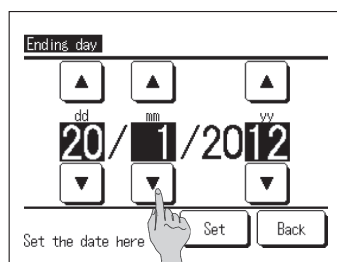 Ending day
dd mm yy
20/ 1/2012
Set the date here
Set Back